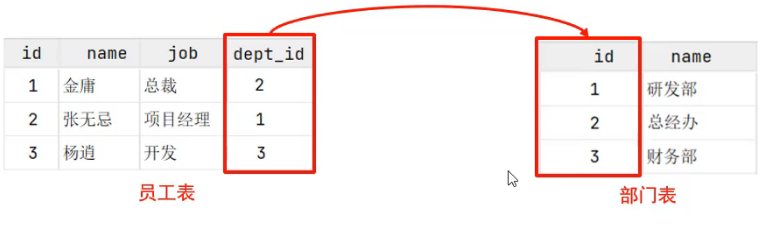 id name job dept_id
1 金庸 总裁 2
2 张无忌 项目经理 1
3 杨逍 开发 3
员工表
id name
1 研发部
2 总经办
3 财务部
部门表